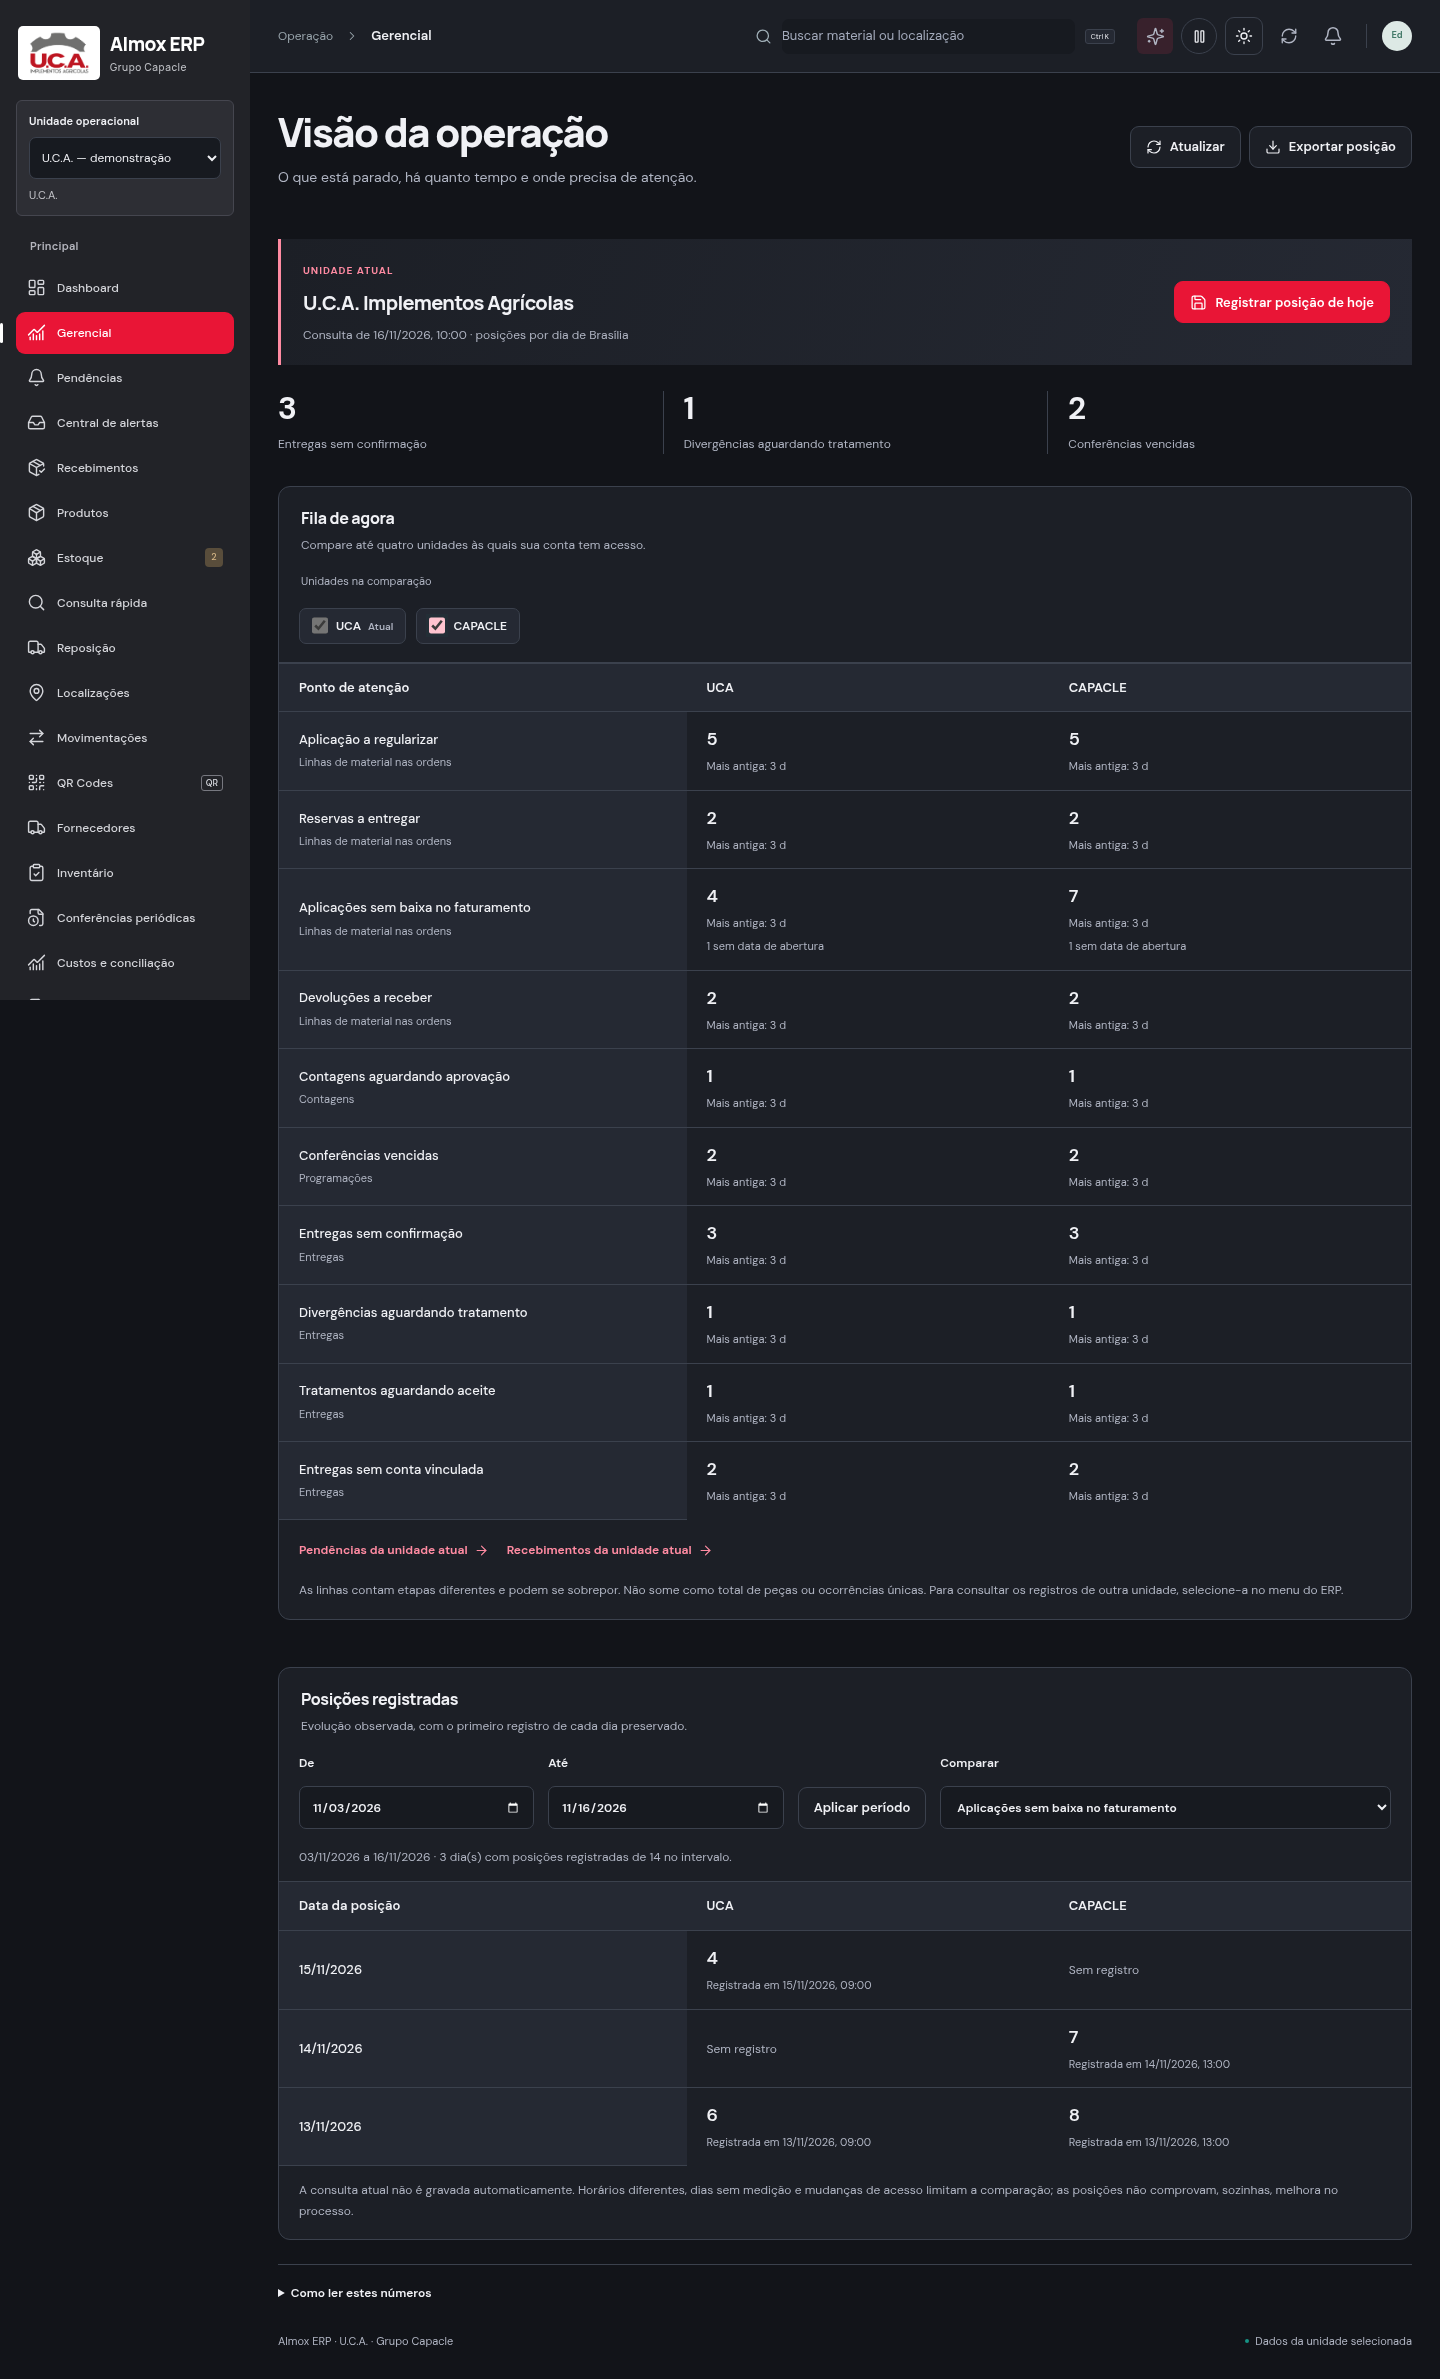 U.C.A.
IMPLEMENTOS AGRÍCOLAS
Almox ERP
Grupo Capacle
Unidade operacional
U.C.A. — demonstração
U.C.A.
Principal
Dashboard
Gerencial
Pendências
Central de alertas
Recebimentos
Produtos
Estoque 2
Consulta rápida
Reposição
Localizações
Movimentações
QR Codes QR
Fornecedores
Inventário
Conferências periódicas
Custos e conciliação
Operação > Gerencial
Buscar material ou localização Ctrl K
Ed
Visão da operação
O que está parado, há quanto tempo e onde precisa de atenção.
Atualizar
Exportar posição
UNIDADE ATUAL
U.C.A. Implementos Agrícolas
Consulta de 16/11/2026, 10:00 · posições por dia de Brasília
Registrar posição de hoje
3
Entregas sem confirmação
1
Divergências aguardando tratamento
2
Conferências vencidas
Fila de agora
Compare até quatro unidades às quais sua conta tem acesso.
Unidades na comparação
UCA Atual
CAPACLE
Ponto de atenção UCA CAPACLE
Aplicação a regularizar
Linhas de material nas ordens
5
Mais antiga: 3 d
5
Mais antiga: 3 d
Reservas a entregar
Linhas de material nas ordens
2
Mais antiga: 3 d
2
Mais antiga: 3 d
Aplicações sem baixa no faturamento
Linhas de material nas ordens
4
Mais antiga: 3 d
1 sem data de abertura
7
Mais antiga: 3 d
1 sem data de abertura
Devoluções a receber
Linhas de material nas ordens
2
Mais antiga: 3 d
2
Mais antiga: 3 d
Contagens aguardando aprovação
Contagens
1
Mais antiga: 3 d
1
Mais antiga: 3 d
Conferências vencidas
Programações
2
Mais antiga: 3 d
2
Mais antiga: 3 d
Entregas sem confirmação
Entregas
3
Mais antiga: 3 d
3
Mais antiga: 3 d
Divergências aguardando tratamento
Entregas
1
Mais antiga: 3 d
1
Mais antiga: 3 d
Tratamentos aguardando aceite
Entregas
1
Mais antiga: 3 d
1
Mais antiga: 3 d
Entregas sem conta vinculada
Entregas
2
Mais antiga: 3 d
2
Mais antiga: 3 d
Pendências da unidade atual → Recebimentos da unidade atual →
As linhas contam etapas diferentes e podem se sobrepor. Não some como total de peças ou ocorrências únicas. Para consultar os registros de outra unidade, selecione-a no menu do ERP.
Posições registradas
Evolução observada, com o primeiro registro de cada dia preservado.
De
11/03/2026
Até
11/16/2026
Aplicar período
Comparar
Aplicações sem baixa no faturamento
03/11/2026 a 16/11/2026 · 3 dia(s) com posições registradas de 14 no intervalo.
Data da posição UCA CAPACLE
15/11/2026
4
Registrada em 15/11/2026, 09:00
Sem registro
14/11/2026
Sem registro
7
Registrada em 14/11/2026, 13:00
13/11/2026
6
Registrada em 13/11/2026, 09:00
8
Registrada em 13/11/2026, 13:00
A consulta atual não é gravada automaticamente. Horários diferentes, dias sem medição e mudanças de acesso limitam a comparação; as posições não comprovam, sozinhas, melhora no
processo.
Como ler estes números
Almox ERP · U.C.A. · Grupo Capacle
Dados da unidade selecionada